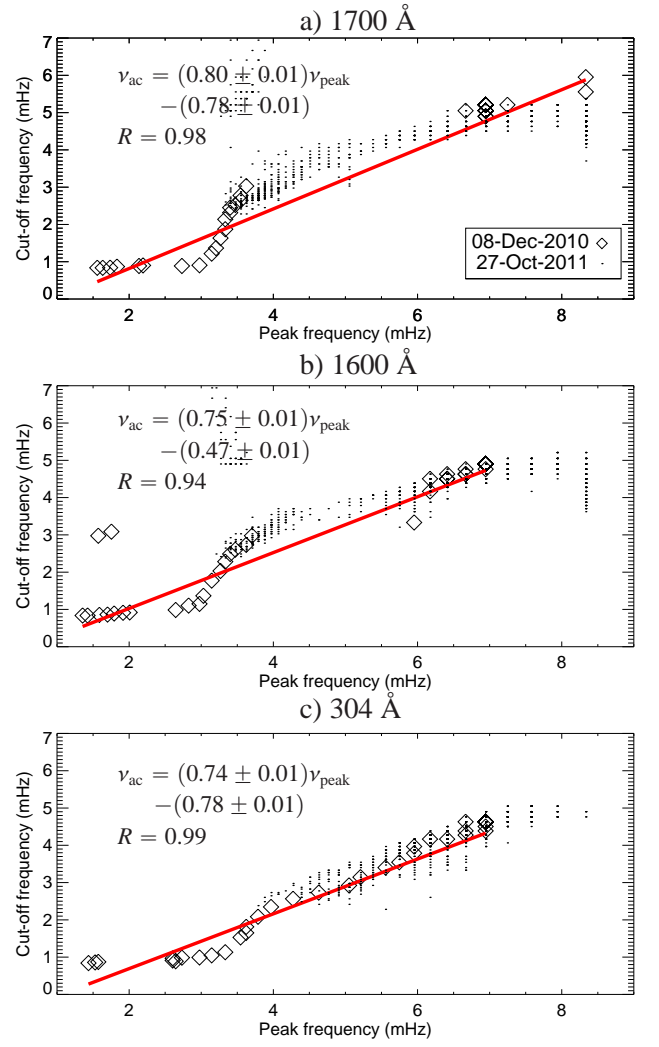 a) 1700 Å
ν_ac = (0.80 ± 0.01)ν_peak
−(0.78 ± 0.01)
R = 0.98
7
6
5
4
3
2
1
0
Cut-off frequency (mHz)
08-Dec-2010
27-Oct-2011
2 4 6 8
Peak frequency (mHz)
b) 1600 Å
ν_ac = (0.75 ± 0.01)ν_peak
−(0.47 ± 0.01)
R = 0.94
7
6
5
4
3
2
1
0
Cut-off frequency (mHz)
2 4 6 8
Peak frequency (mHz)
c) 304 Å
ν_ac = (0.74 ± 0.01)ν_peak
−(0.78 ± 0.01)
R = 0.99
7
6
5
4
3
2
1
0
Cut-off frequency (mHz)
2 4 6 8
Peak frequency (mHz)